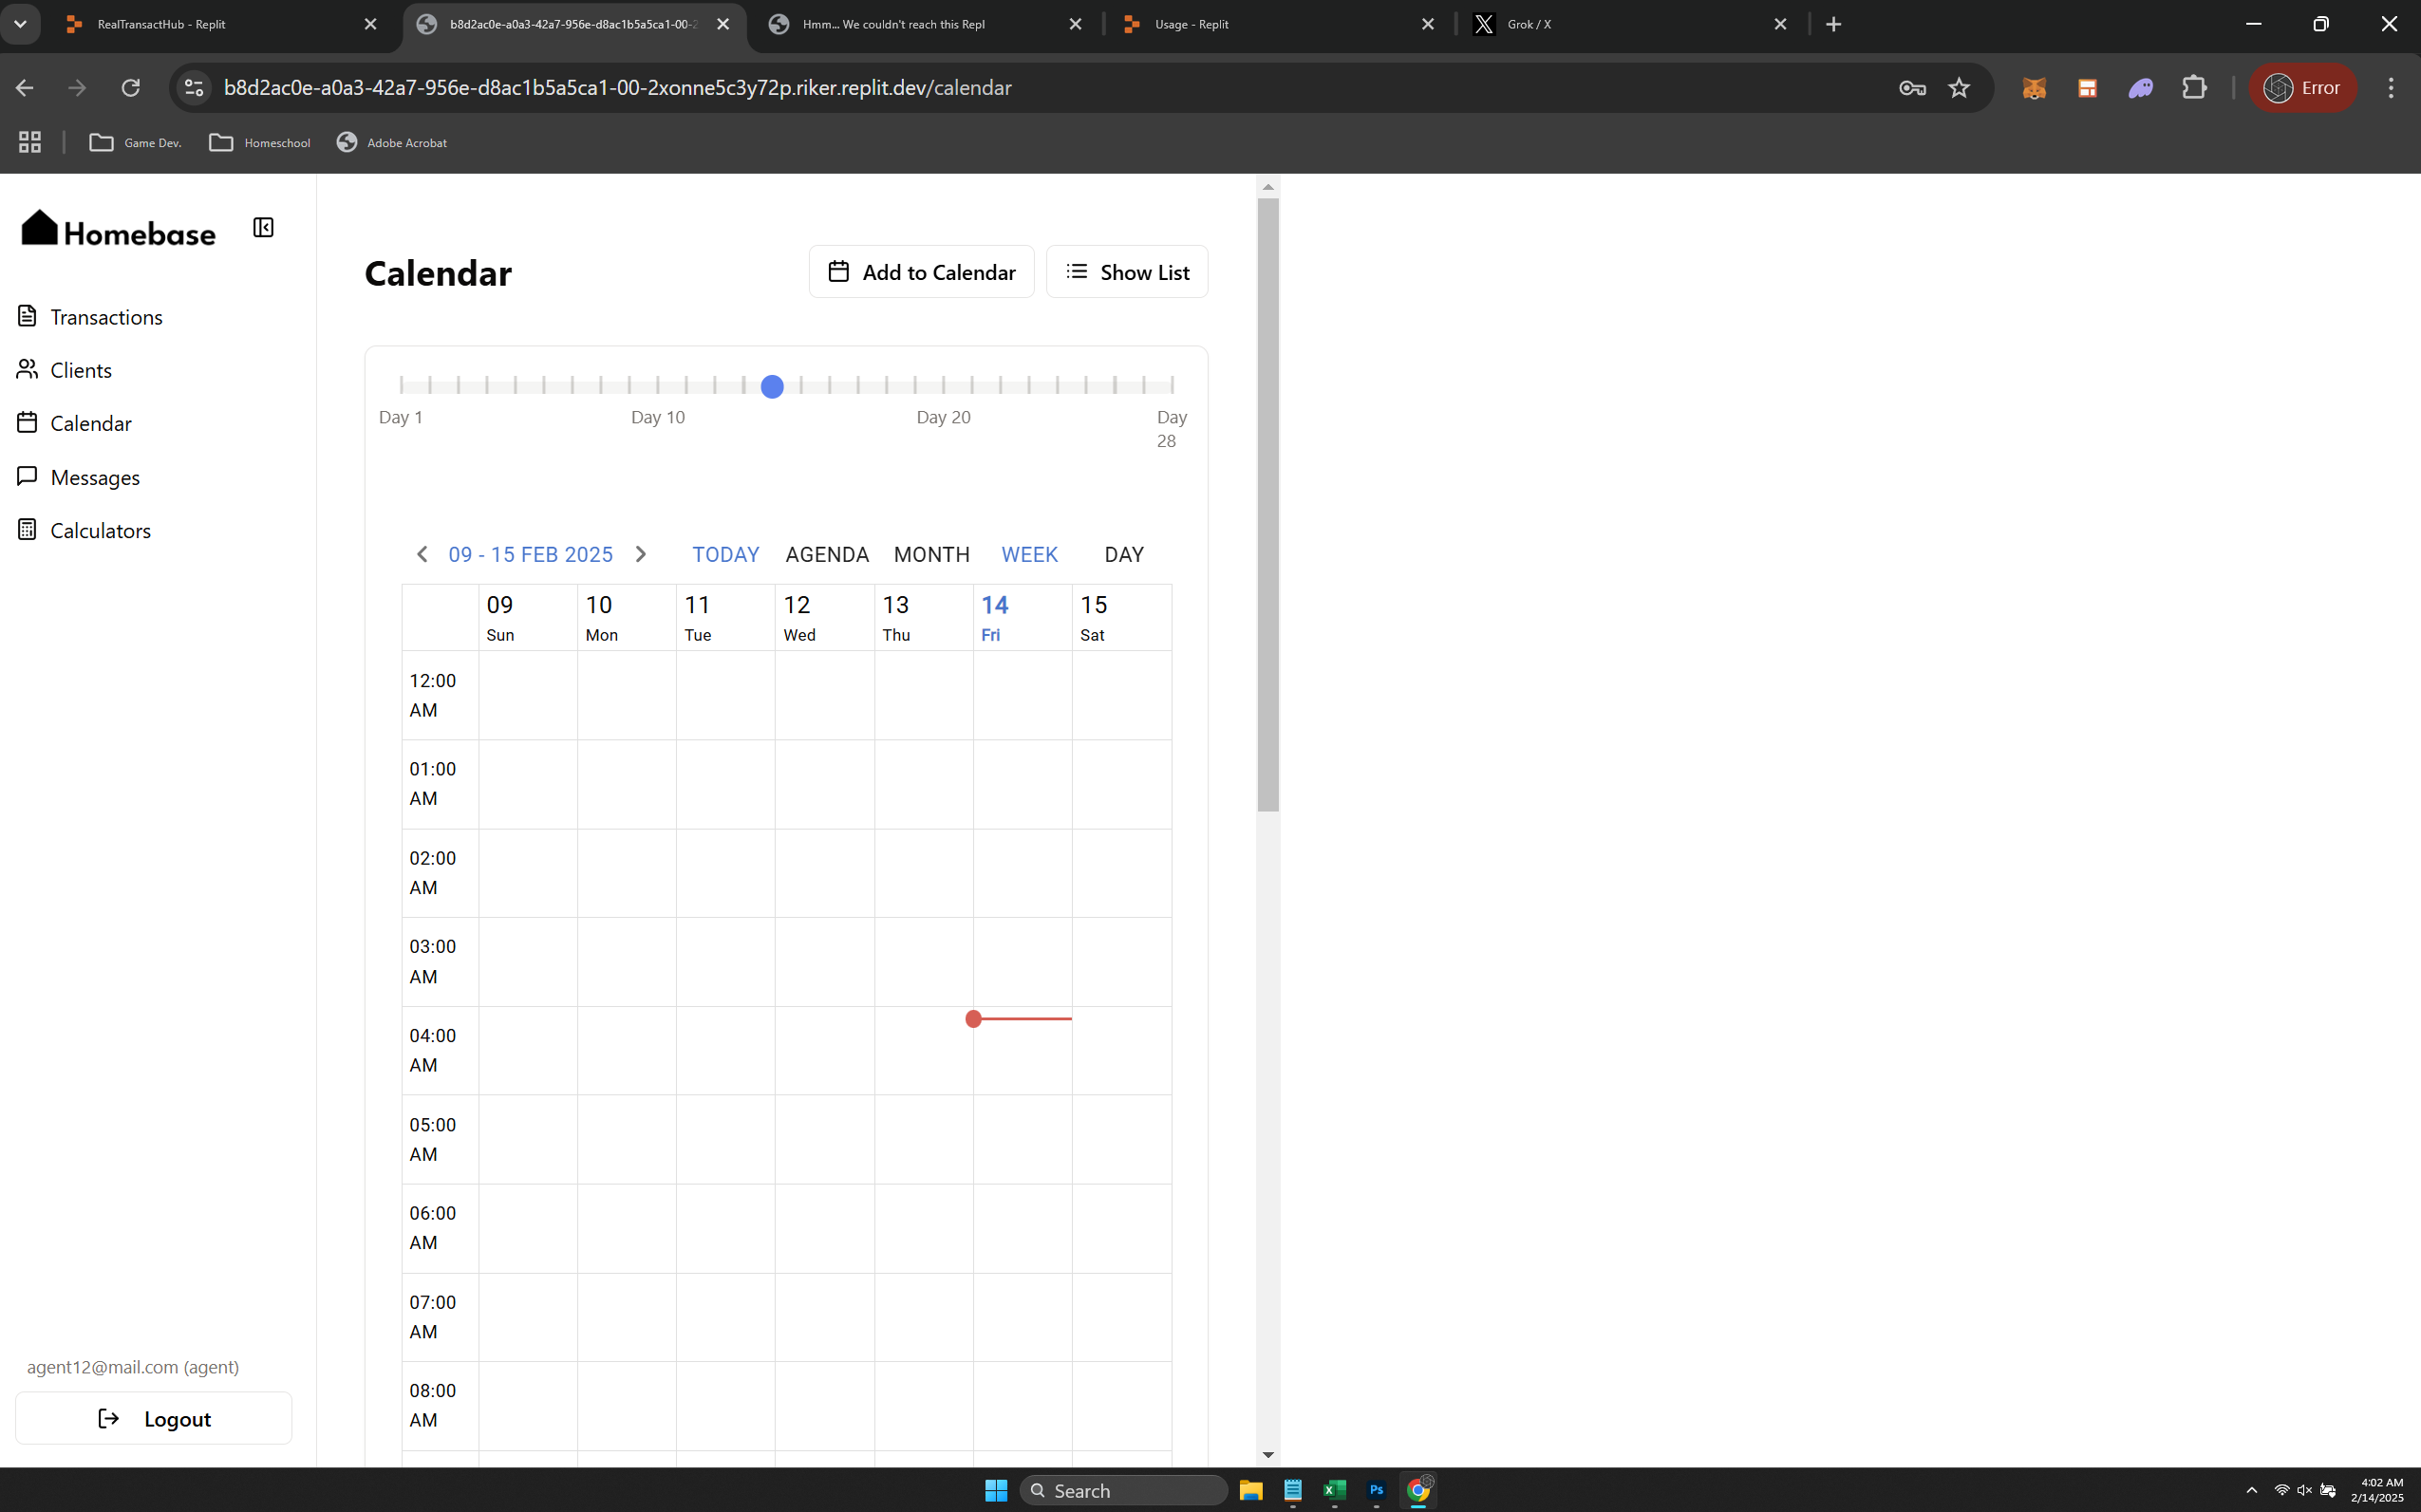 RealTransactHub - Replit
b8d2ac0e-a0a3-42a7-956e-d8ac1b5a5ca1-00-2
Hmm... We couldn't reach this Repl
Usage - Replit
Grok / X
b8d2ac0e-a0a3-42a7-956e-d8ac1b5a5ca1-00-2xonne5c3y72p.riker.replit.dev/calendar
Error
Game Dev.
Homeschool
Adobe Acrobat
Homebase
Transactions
Clients
Calendar
Messages
Calculators
agent12@mail.com (agent)
Logout
Calendar
Add to Calendar
Show List
Day 1
Day 10
Day 20
Day
28
09 - 15 FEB 2025
TODAY
AGENDA
MONTH
WEEK
DAY
09
Sun
10
Mon
11
Tue
12
Wed
13
Thu
14
Fri
15
Sat
12:00
AM
01:00
AM
02:00
AM
03:00
AM
04:00
AM
05:00
AM
06:00
AM
07:00
AM
08:00
AM
Search
Ps
4:02 AM
2/14/2025